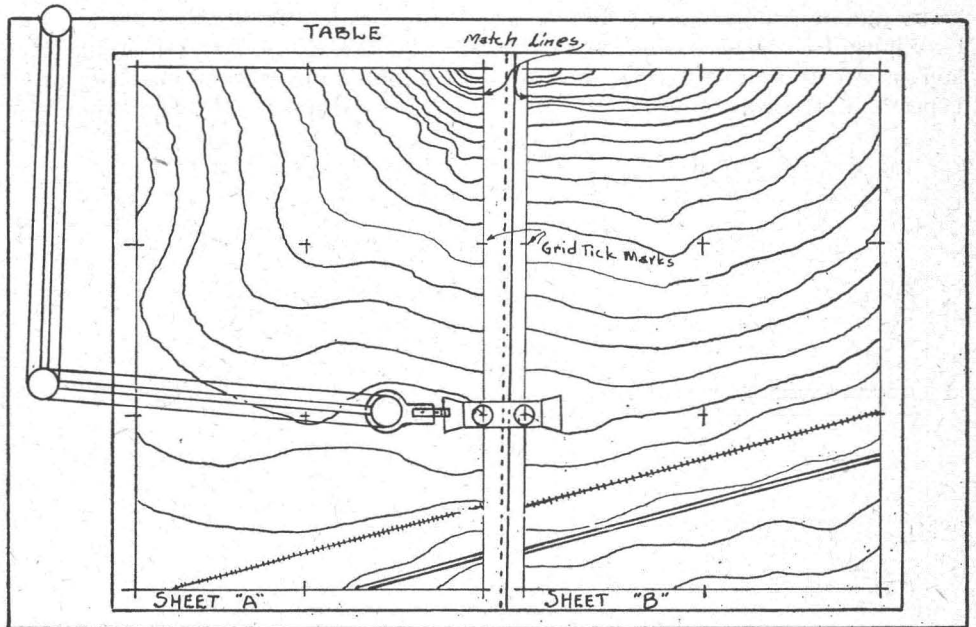 TABLE
Match Lines
Grid Tick Marks
SHEET "A"
SHEET "B"